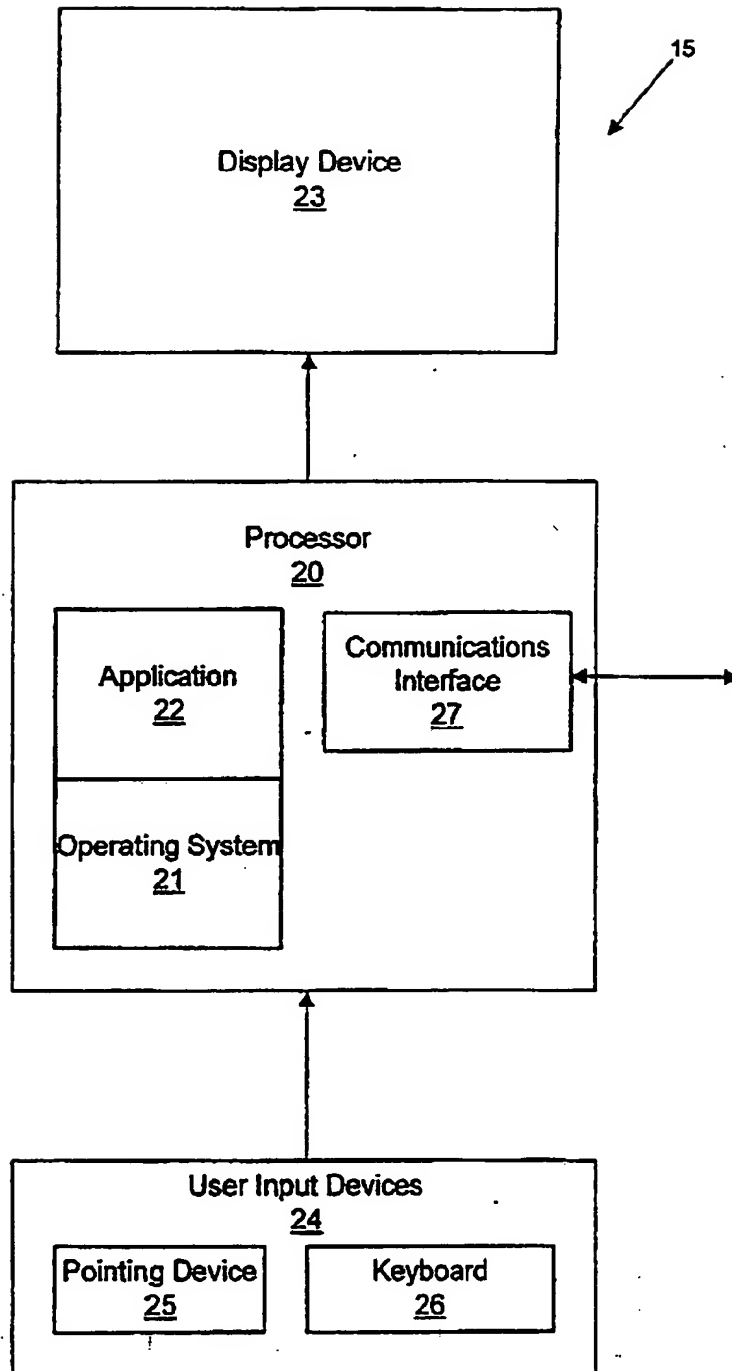 15
Display Device
23
Processor
20
Application
22
Communications
Interface
27
Operating System
21
User Input Devices
24
Pointing Device
25
Keyboard
26